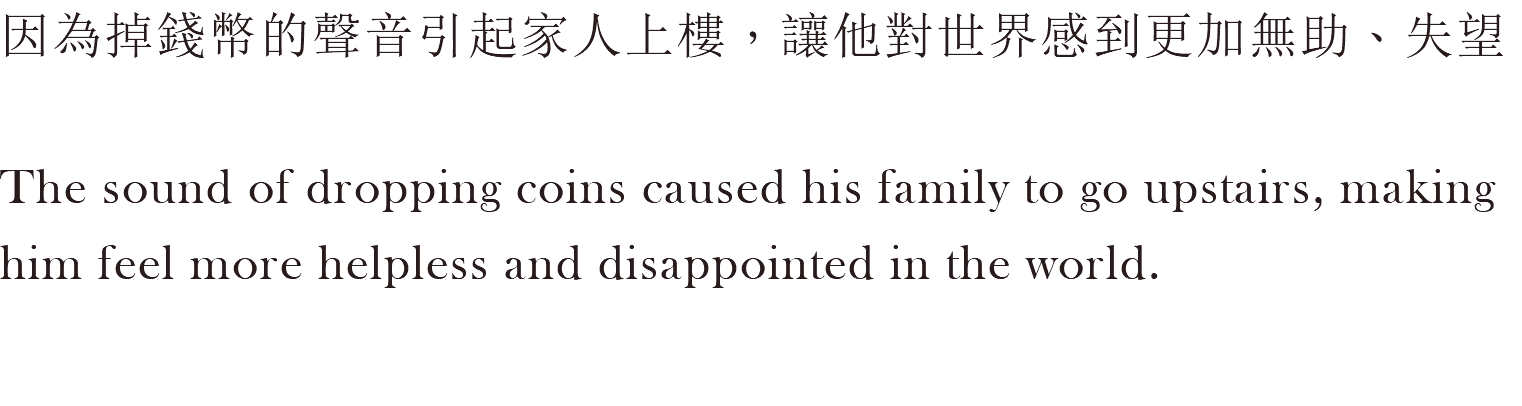 因為掉錢幣的聲音引起家人上樓，讓他對世界感到更加無助、失望
The sound of dropping coins caused his family to go upstairs, making
him feel more helpless and disappointed in the world.